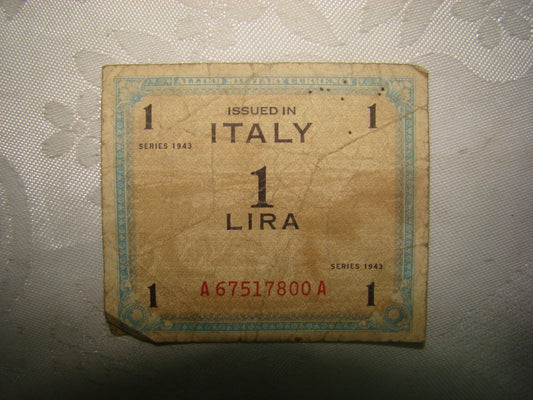 ALLIED MILITARY CURRENCY
1 ISSUED IN 1
ITALY
SERIES 1943
1
LIRA
SERIES 1943
1 A 67517800 A 1